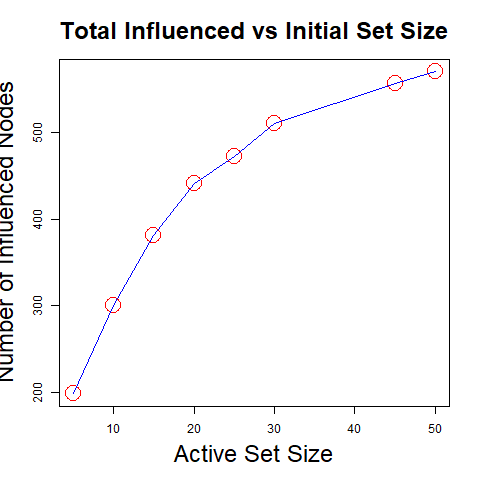 Total Influenced vs Initial Set Size
Number of Influenced Nodes
500
400
300
200
10 20 30 40 50
Active Set Size